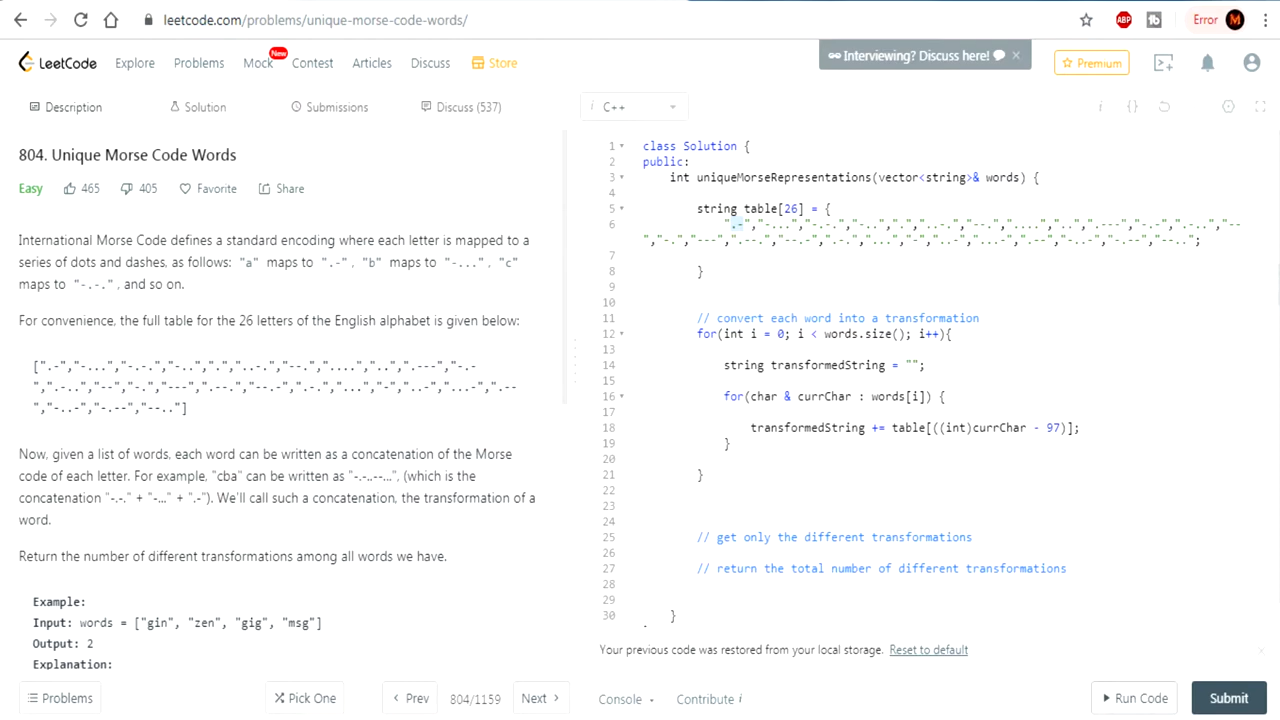 leetcode.com/problems/unique-morse-code-words/
ABP
Error M
LeetCode Explore Problems Mock New Contest Articles Discuss Store
Interviewing? Discuss here!
Premium
Description Solution Submissions Discuss (537)
804. Unique Morse Code Words
Easy 465 405 Favorite Share
International Morse Code defines a standard encoding where each letter is mapped to a
series of dots and dashes, as follows: "a" maps to ".-", "b" maps to "-...", "c"
maps to "-.-.", and so on.
For convenience, the full table for the 26 letters of the English alphabet is given below:
[".-","-...","-.-.","-..",".","..-.","--.","....","..",".---","-.-
",".-..","--","-.","---",".--.","--.-",".-.","...","-","..-","...-",".--
","-..-","-.--","--.."]
Now, given a list of words, each word can be written as a concatenation of the Morse
code of each letter. For example, "cba" can be written as "-.-..--...", (which is the
concatenation "-.-." + "-..." + ".-"). We'll call such a concatenation, the transformation of a
word.
Return the number of different transformations among all words we have.
Example:
Input: words = ["gin", "zen", "gig", "msg"]
Output: 2
Explanation:
Problems Pick One Prev 804/1159 Next
i C++
i {}
1 class Solution {
2 public:
3 int uniqueMorseRepresentations(vector<string>& words) {
4
5 string table[26] = {
6 ".-","-...","-.-.","-..",".","..-.","--.","....","..",".---","-.-",".-..","--
","-.","---",".--.","--.-",".-.","...","-","..-","...-",".--","-..-","-.--","--..";
7
8 }
9
10
11 // convert each word into a transformation
12 for(int i = 0; i < words.size(); i++){
13
14 string transformedString = "";
15
16 for(char & currChar : words[i]) {
17
18 transformedString += table[((int)currChar - 97)];
19 }
20
21 }
22
23
24
25 // get only the different transformations
26
27 // return the total number of different transformations
28
29
30 }
Your previous code was restored from your local storage. Reset to default
Console Contribute i Run Code Submit